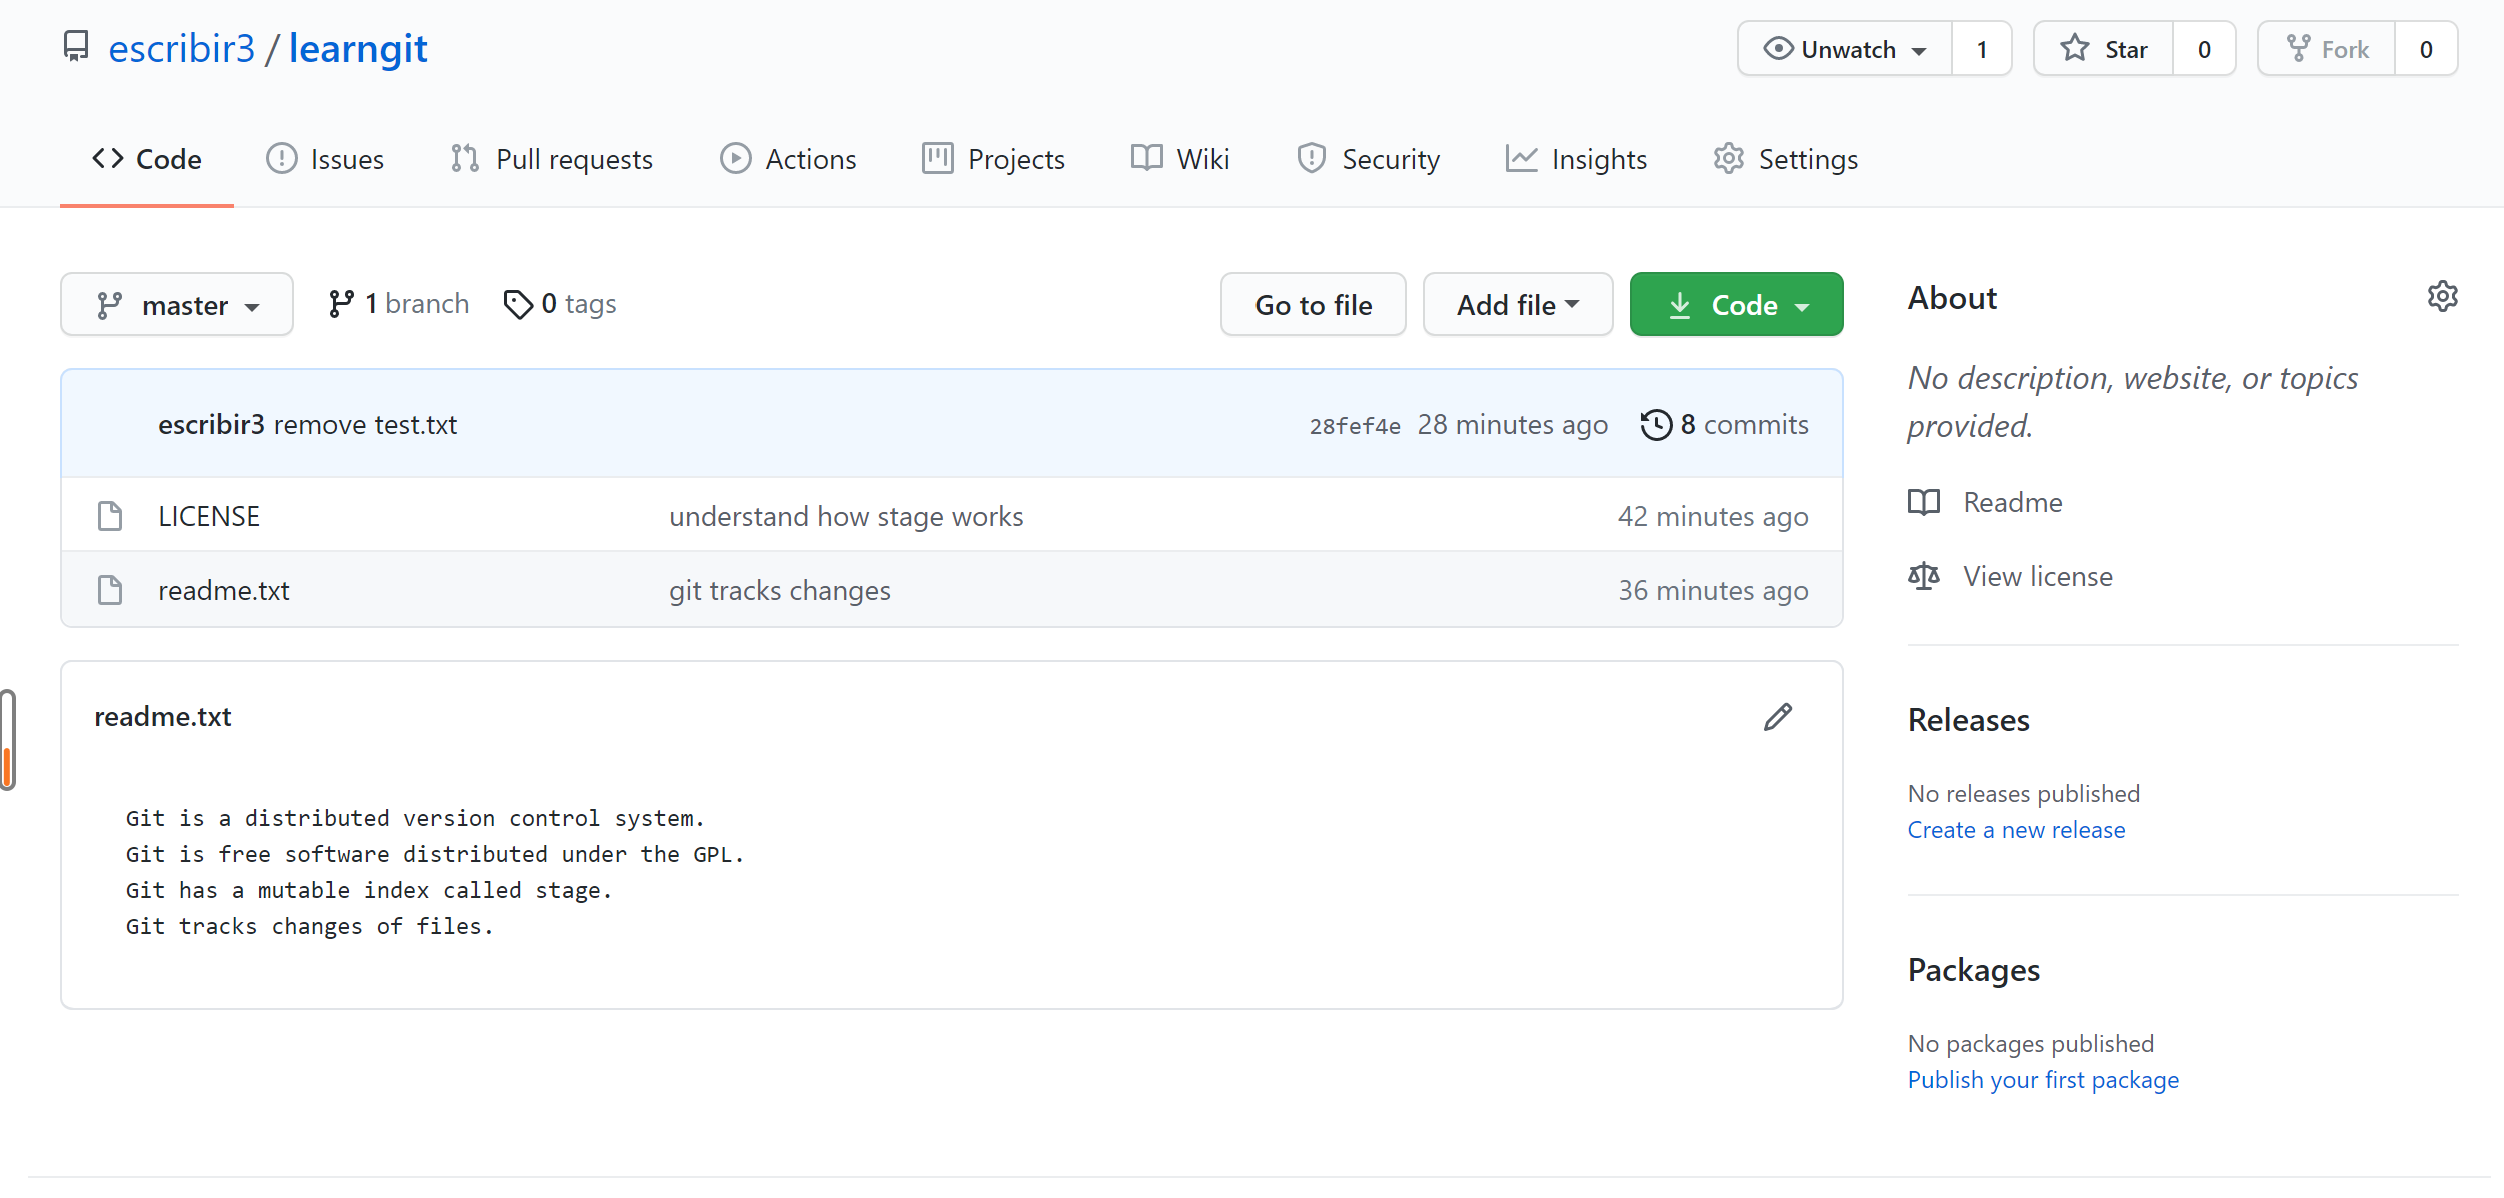 escribir3 / learngit
Unwatch 1 Star 0 Fork 0
Code Issues Pull requests Actions Projects Wiki Security Insights Settings
master 1 branch 0 tags Go to file Add file Code
escribir3 remove test.txt 28fef4e 28 minutes ago 8 commits
LICENSE understand how stage works 42 minutes ago
readme.txt git tracks changes 36 minutes ago
readme.txt
Git is a distributed version control system.
Git is free software distributed under the GPL.
Git has a mutable index called stage.
Git tracks changes of files.
About
No description, website, or topics
provided.
Readme
View license
Releases
No releases published
Create a new release
Packages
No packages published
Publish your first package